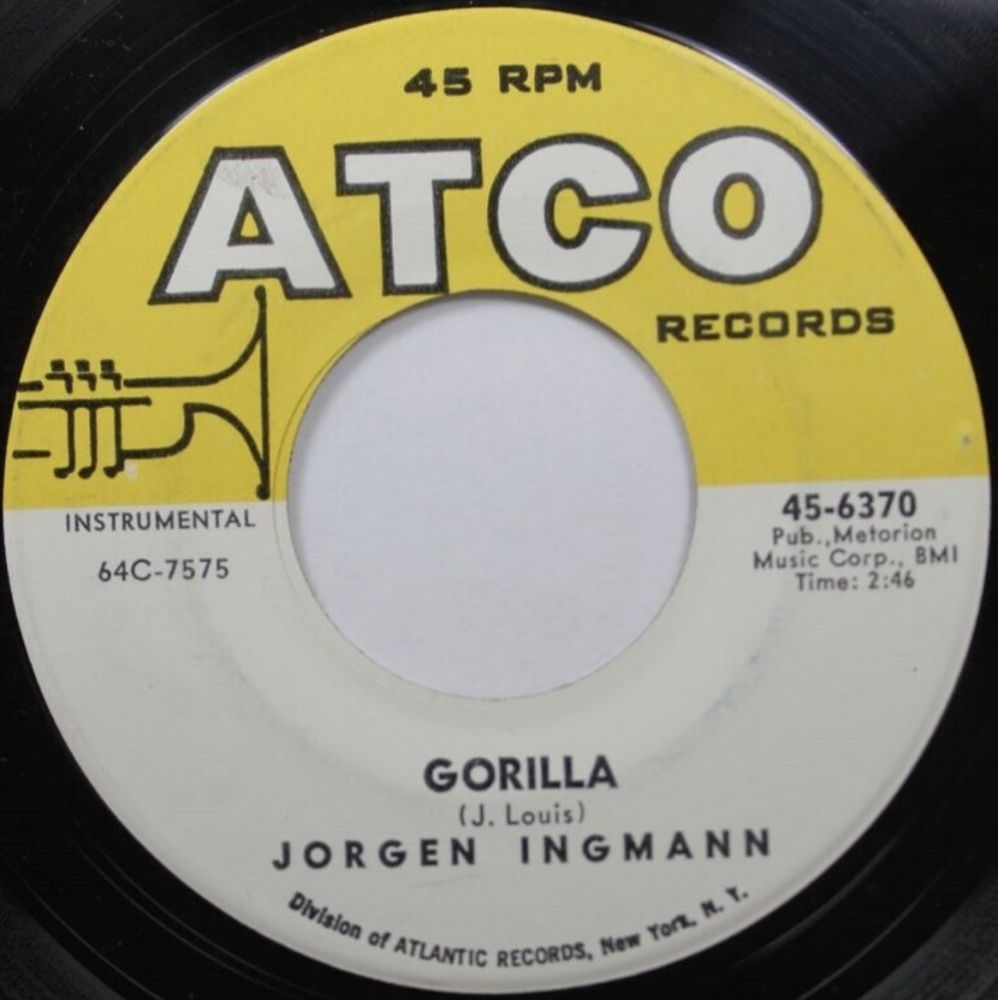 45 RPM
ATCO
RECORDS
INSTRUMENTAL
64C-7575
45-6370
Pub., Metorion
Music Corp., BMI
Time: 2:46
GORILLA
(J. Louis)
JORGEN INGMANN
Division of ATLANTIC RECORDS, New York, N. Y.